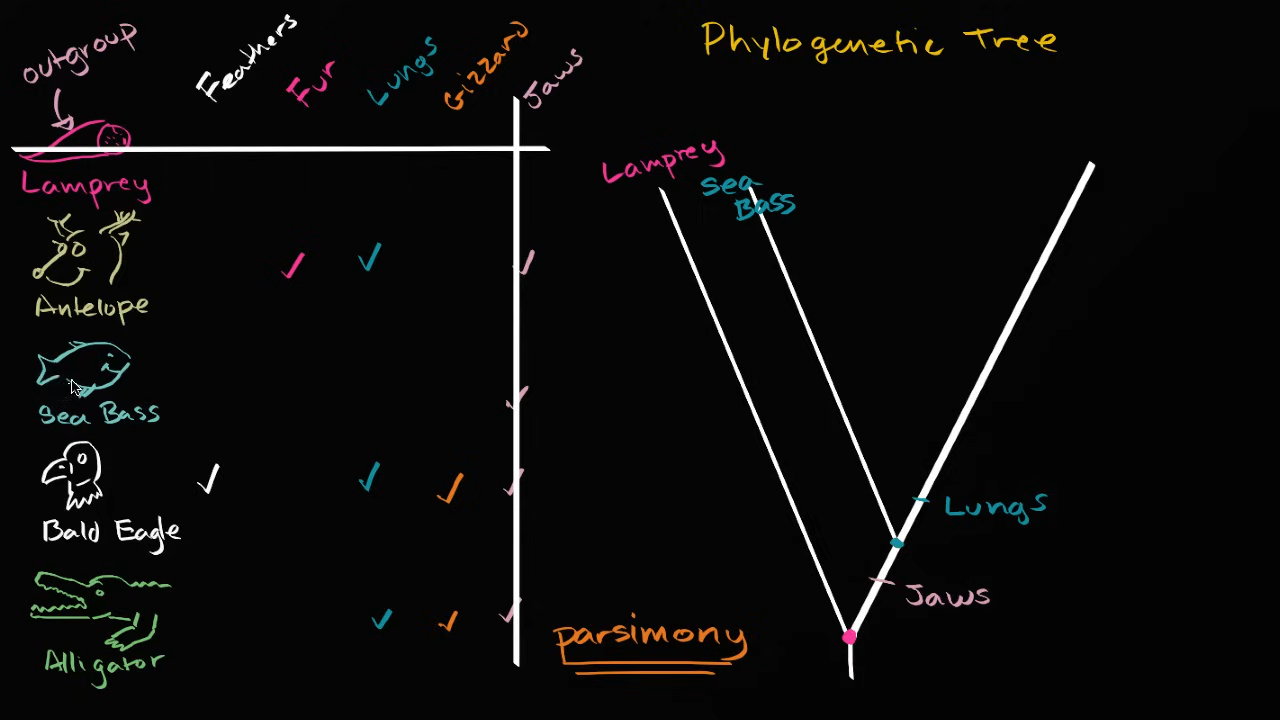 Phylogenetic Tree
outgroup
Feathers
Fur
Lungs
Gizzard
Jaws
Lamprey
Antelope
Sea Bass
Bald Eagle
Alligator
Lamprey
Sea
Bass
Lungs
Jaws
parsimony